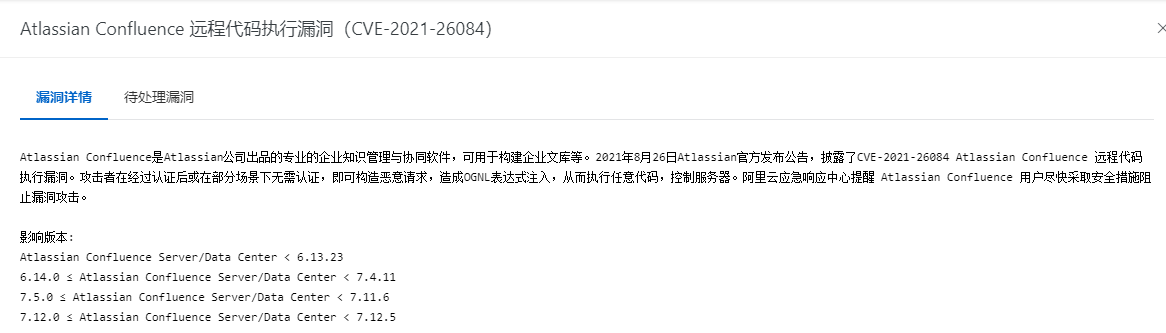 Atlassian Confluence 远程代码执行漏洞（CVE-2021-26084）
漏洞详情 待处理漏洞
Atlassian Confluence是Atlassian公司出品的专业的企业知识管理与协同软件，可用于构建企业文库等。2021年8月26日Atlassian官方发布公告，披露了CVE-2021-26084 Atlassian Confluence 远程代码
执行漏洞。攻击者在经过认证后或在部分场景下无需认证，即可构造恶意请求，造成OGNL表达式注入，从而执行任意代码，控制服务器。阿里云应急响应中心提醒 Atlassian Confluence 用户尽快采取安全措施阻
止漏洞攻击。
影响版本：
Atlassian Confluence Server/Data Center < 6.13.23
6.14.0 ≤ Atlassian Confluence Server/Data Center < 7.4.11
7.5.0 ≤ Atlassian Confluence Server/Data Center < 7.11.6
7.12.0 ≤ Atlassian Confluence Server/Data Center < 7.12.5